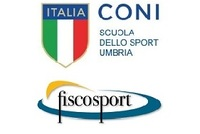 ITALIA
CONI
SCUOLA
DELLO SPORT
UMBRIA
fiscosport